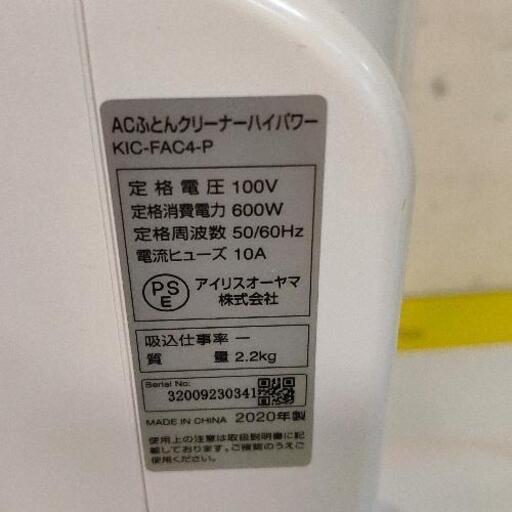 ACふとんクリーナーハイパワー
KIC-FAC4-P
定格電圧 100V
定格消費電力 600W
定格周波数 50/60Hz
電流ヒューズ 10A
PS
E
アイリスオーヤマ
株式会社
吸込仕事率 ー
質量 2.2kg
Serial No:
32009230341
MADE IN CHINA 2020年製
使用上の注意は取扱説明書に記
載しております。ご確認のうえご
使用ください。